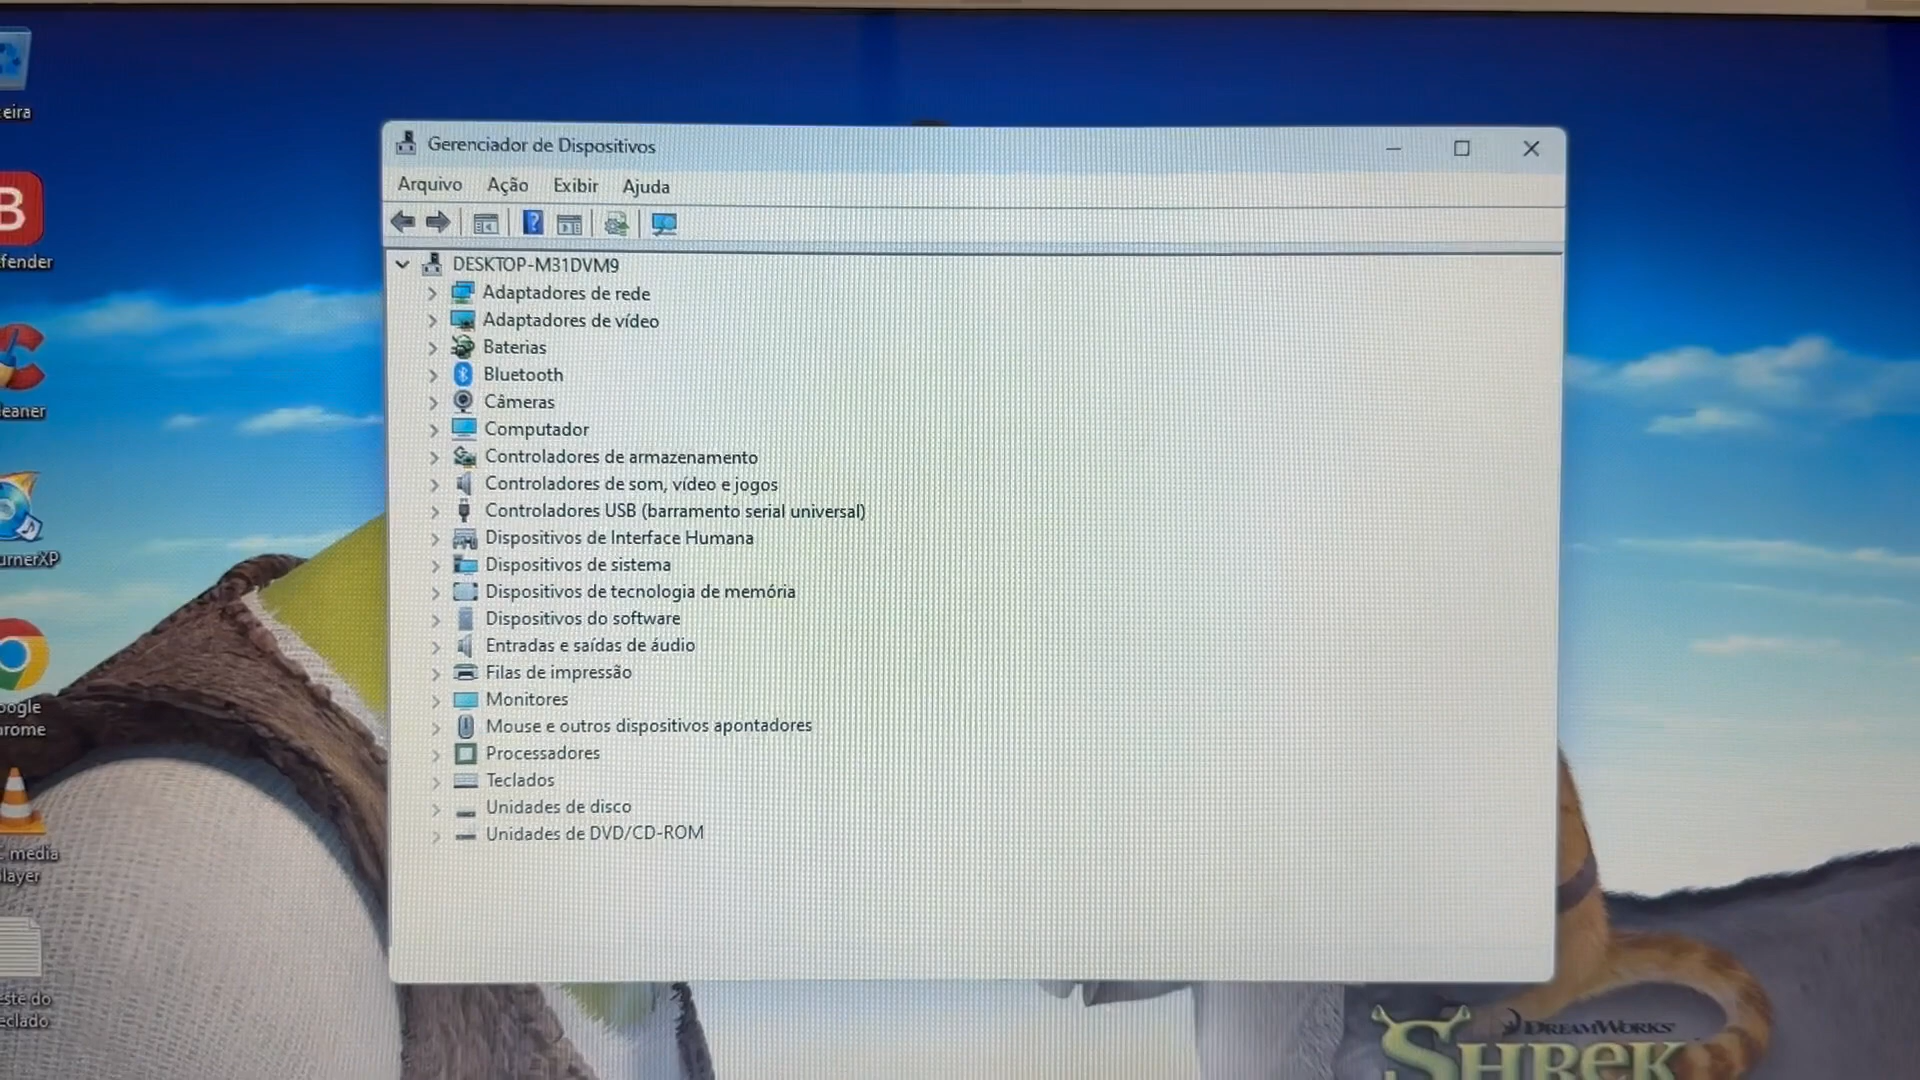 eira
fender
eaner
urnerXP
oogle
hrome
media
layer
este do
eclado
Gerenciador de Dispositivos
Arquivo Ação Exibir Ajuda
DESKTOP-M31DVM9
Adaptadores de rede
Adaptadores de vídeo
Baterias
Bluetooth
Câmeras
Computador
Controladores de armazenamento
Controladores de som, vídeo e jogos
Controladores USB (barramento serial universal)
Dispositivos de Interface Humana
Dispositivos de sistema
Dispositivos de tecnologia de memória
Dispositivos do software
Entradas e saídas de áudio
Filas de impressão
Monitores
Mouse e outros dispositivos apontadores
Processadores
Teclados
Unidades de disco
Unidades de DVD/CD-ROM
DREAMWORKS
SHREK